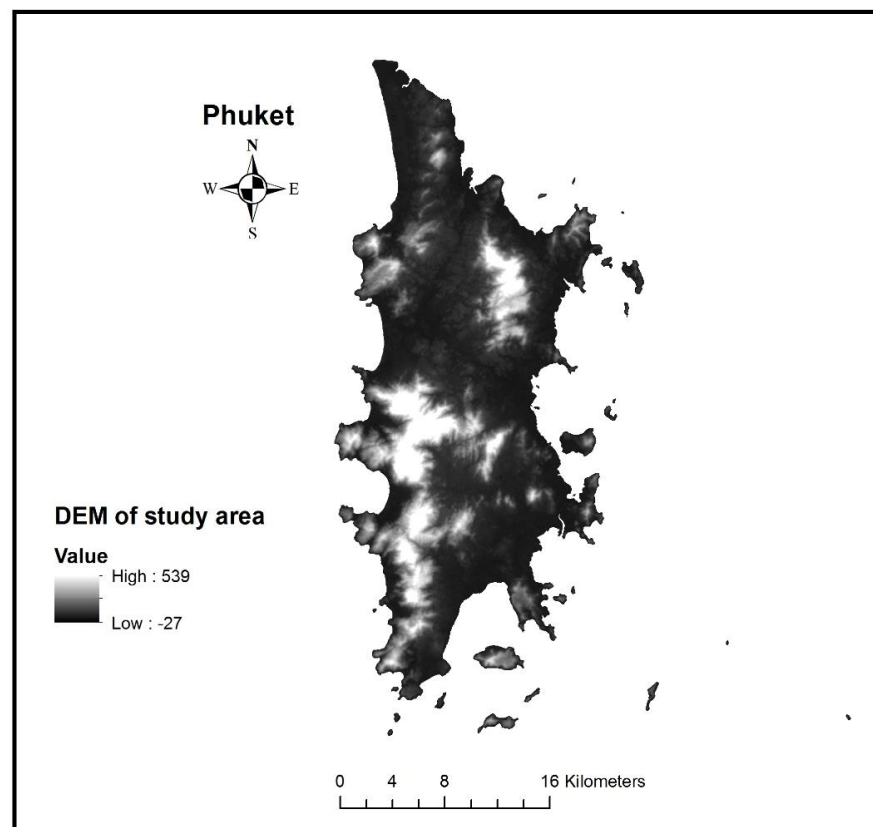 Phuket
N
W E
S
DEM of study area
Value
High : 539
Low : -27
0 4 8 16 Kilometers